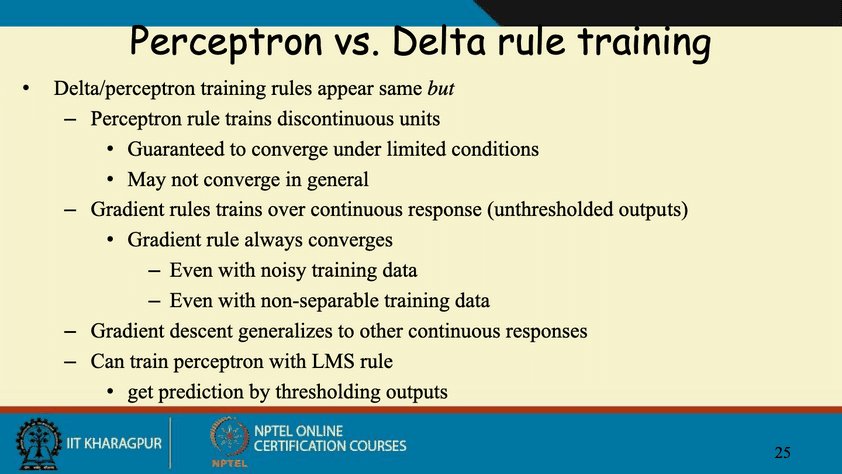 Perceptron vs. Delta rule training
• Delta/perceptron training rules appear same but
– Perceptron rule trains discontinuous units
• Guaranteed to converge under limited conditions
• May not converge in general
– Gradient rules trains over continuous response (unthresholded outputs)
• Gradient rule always converges
– Even with noisy training data
– Even with non-separable training data
– Gradient descent generalizes to other continuous responses
– Can train perceptron with LMS rule
• get prediction by thresholding outputs
IIT KHARAGPUR
NPTEL
NPTEL ONLINE
CERTIFICATION COURSES
25